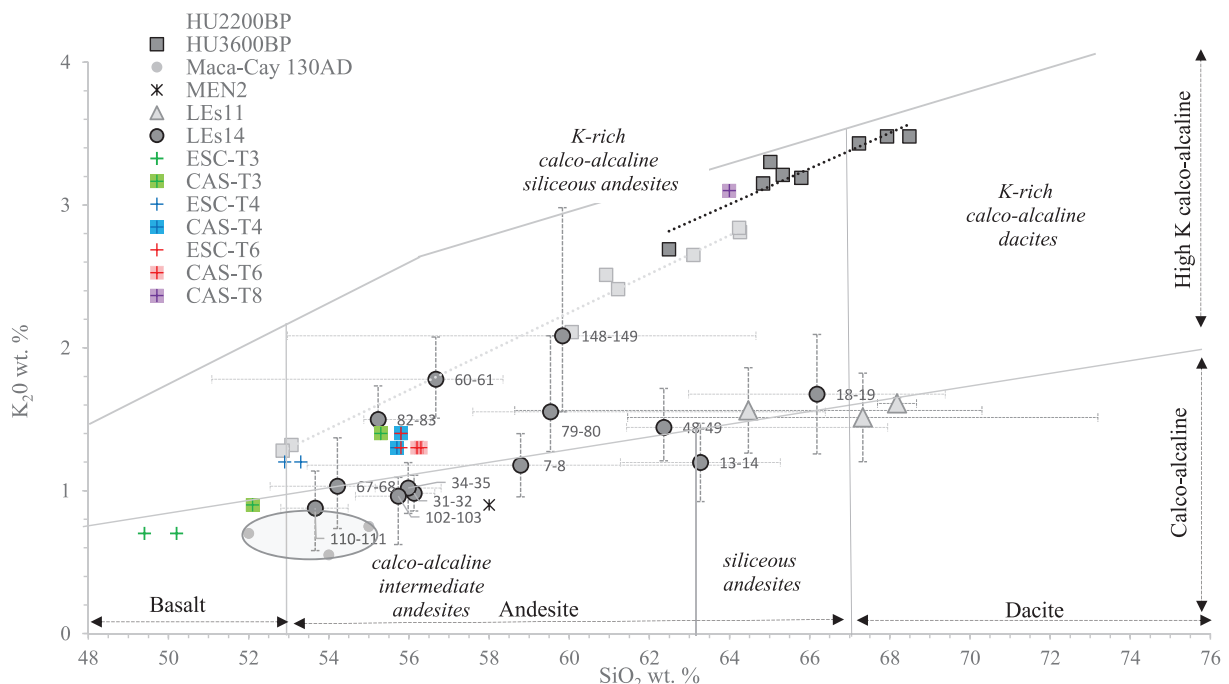 HU2200BP
HU3600BP
Maca-Cay 130AD
MEN2
LEs11
LEs14
ESC-T3
CAS-T3
ESC-T4
CAS-T4
ESC-T6
CAS-T6
CAS-T8
K-rich
calco-alcaline
siliceous andesites
K-rich
calco-alcaline
dacites
High K calco-alcaline
Calco-alcaline
148-149
60-61
82-83
79-80
48-49
18-19
7-8
13-14
67-68
34-35
31-32
102-103
110-111
calco-alcaline
intermediate
andesites
siliceous
andesites
Basalt
Andesite
Dacite
K₂0 wt. %
4
3
2
1
0
48 50 52 54 56 58 60 62 64 66 68 70 72 74 76
SiO₂ wt. %